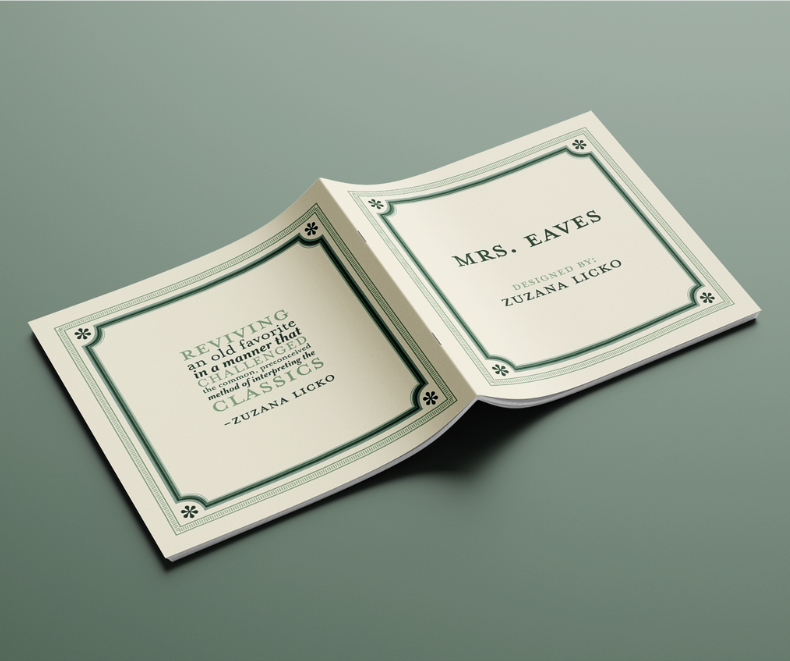 REVIVING
an old favorite
in a manner that
CHALLENGED
the common, preconceived
method of interpreting the
CLASSICS
–ZUZANA LICKO
MRS. EAVES
DESIGNED BY:
ZUZANA LICKO